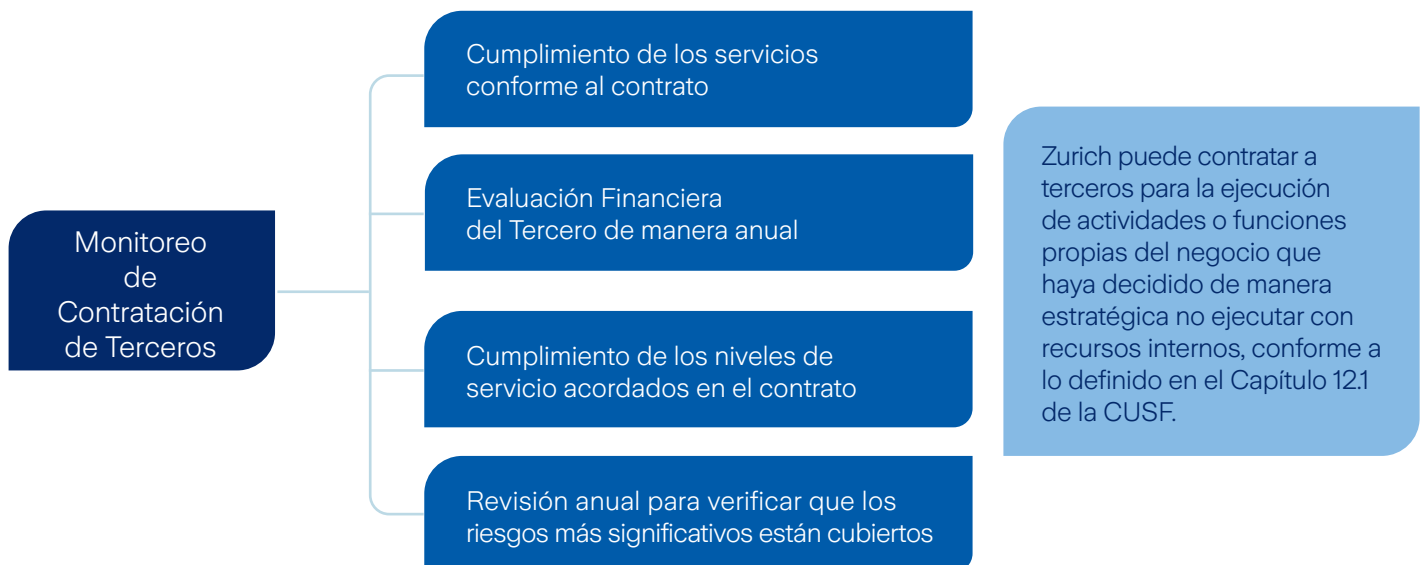 Monitoreo
de
Contratación
de Terceros
Cumplimiento de los servicios
conforme al contrato
Evaluación Financiera
del Tercero de manera anual
Cumplimiento de los niveles de
servicio acordados en el contrato
Revisión anual para verificar que los
riesgos más significativos están cubiertos
Zurich puede contratar a
terceros para la ejecución
de actividades o funciones
propias del negocio que
haya decidido de manera
estratégica no ejecutar con
recursos internos, conforme a
lo definido en el Capítulo 12.1
de la CUSF.